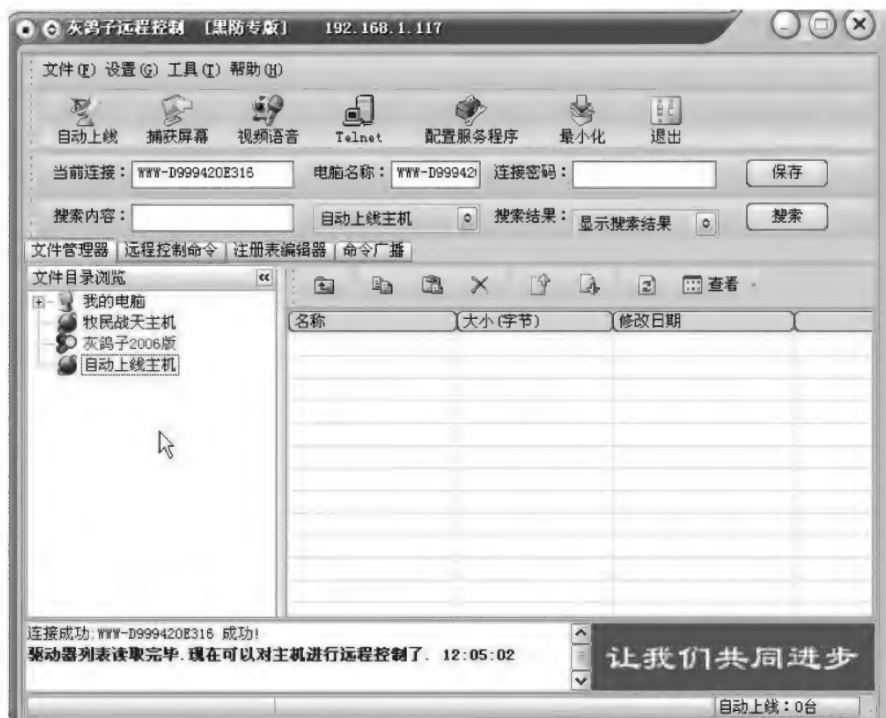 灰鸽子远程控制 [黑防专版] 192.168.1.117
文件(F) 设置(G) 工具(T) 帮助(H)
自动上线 捕获屏幕 视频语音 Telnet 配置服务程序 最小化 退出
当前连接: WWW-D999420E316 电脑名称: WWW-D99942 连接密码: 保存
搜索内容: 自动上线主机 搜索结果: 显示搜索结果 搜索
文件管理器 远程控制命令 注册表编辑器 命令广播
文件目录浏览 查看
我的电脑 名称 大小(字节) 修改日期
牧民战天主机
灰鸽子2006版
自动上线主机
连接成功:WWW-D999420E316 成功!
驱动器列表读取完毕.现在可以对主机进行远程控制了. 12:05:02
让我们共同进步
自动上线:0台